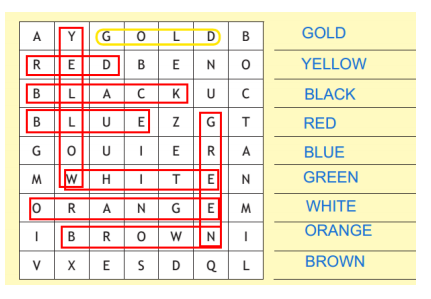 A Y G O L D B
R E D B E N O
B L A C K U C
B L U E Z G T
G O U I E R A
M W H I T E N
O R A N G E M
I B R O W N I
V X E S D Q L
GOLD
YELLOW
BLACK
RED
BLUE
GREEN
WHITE
ORANGE
BROWN